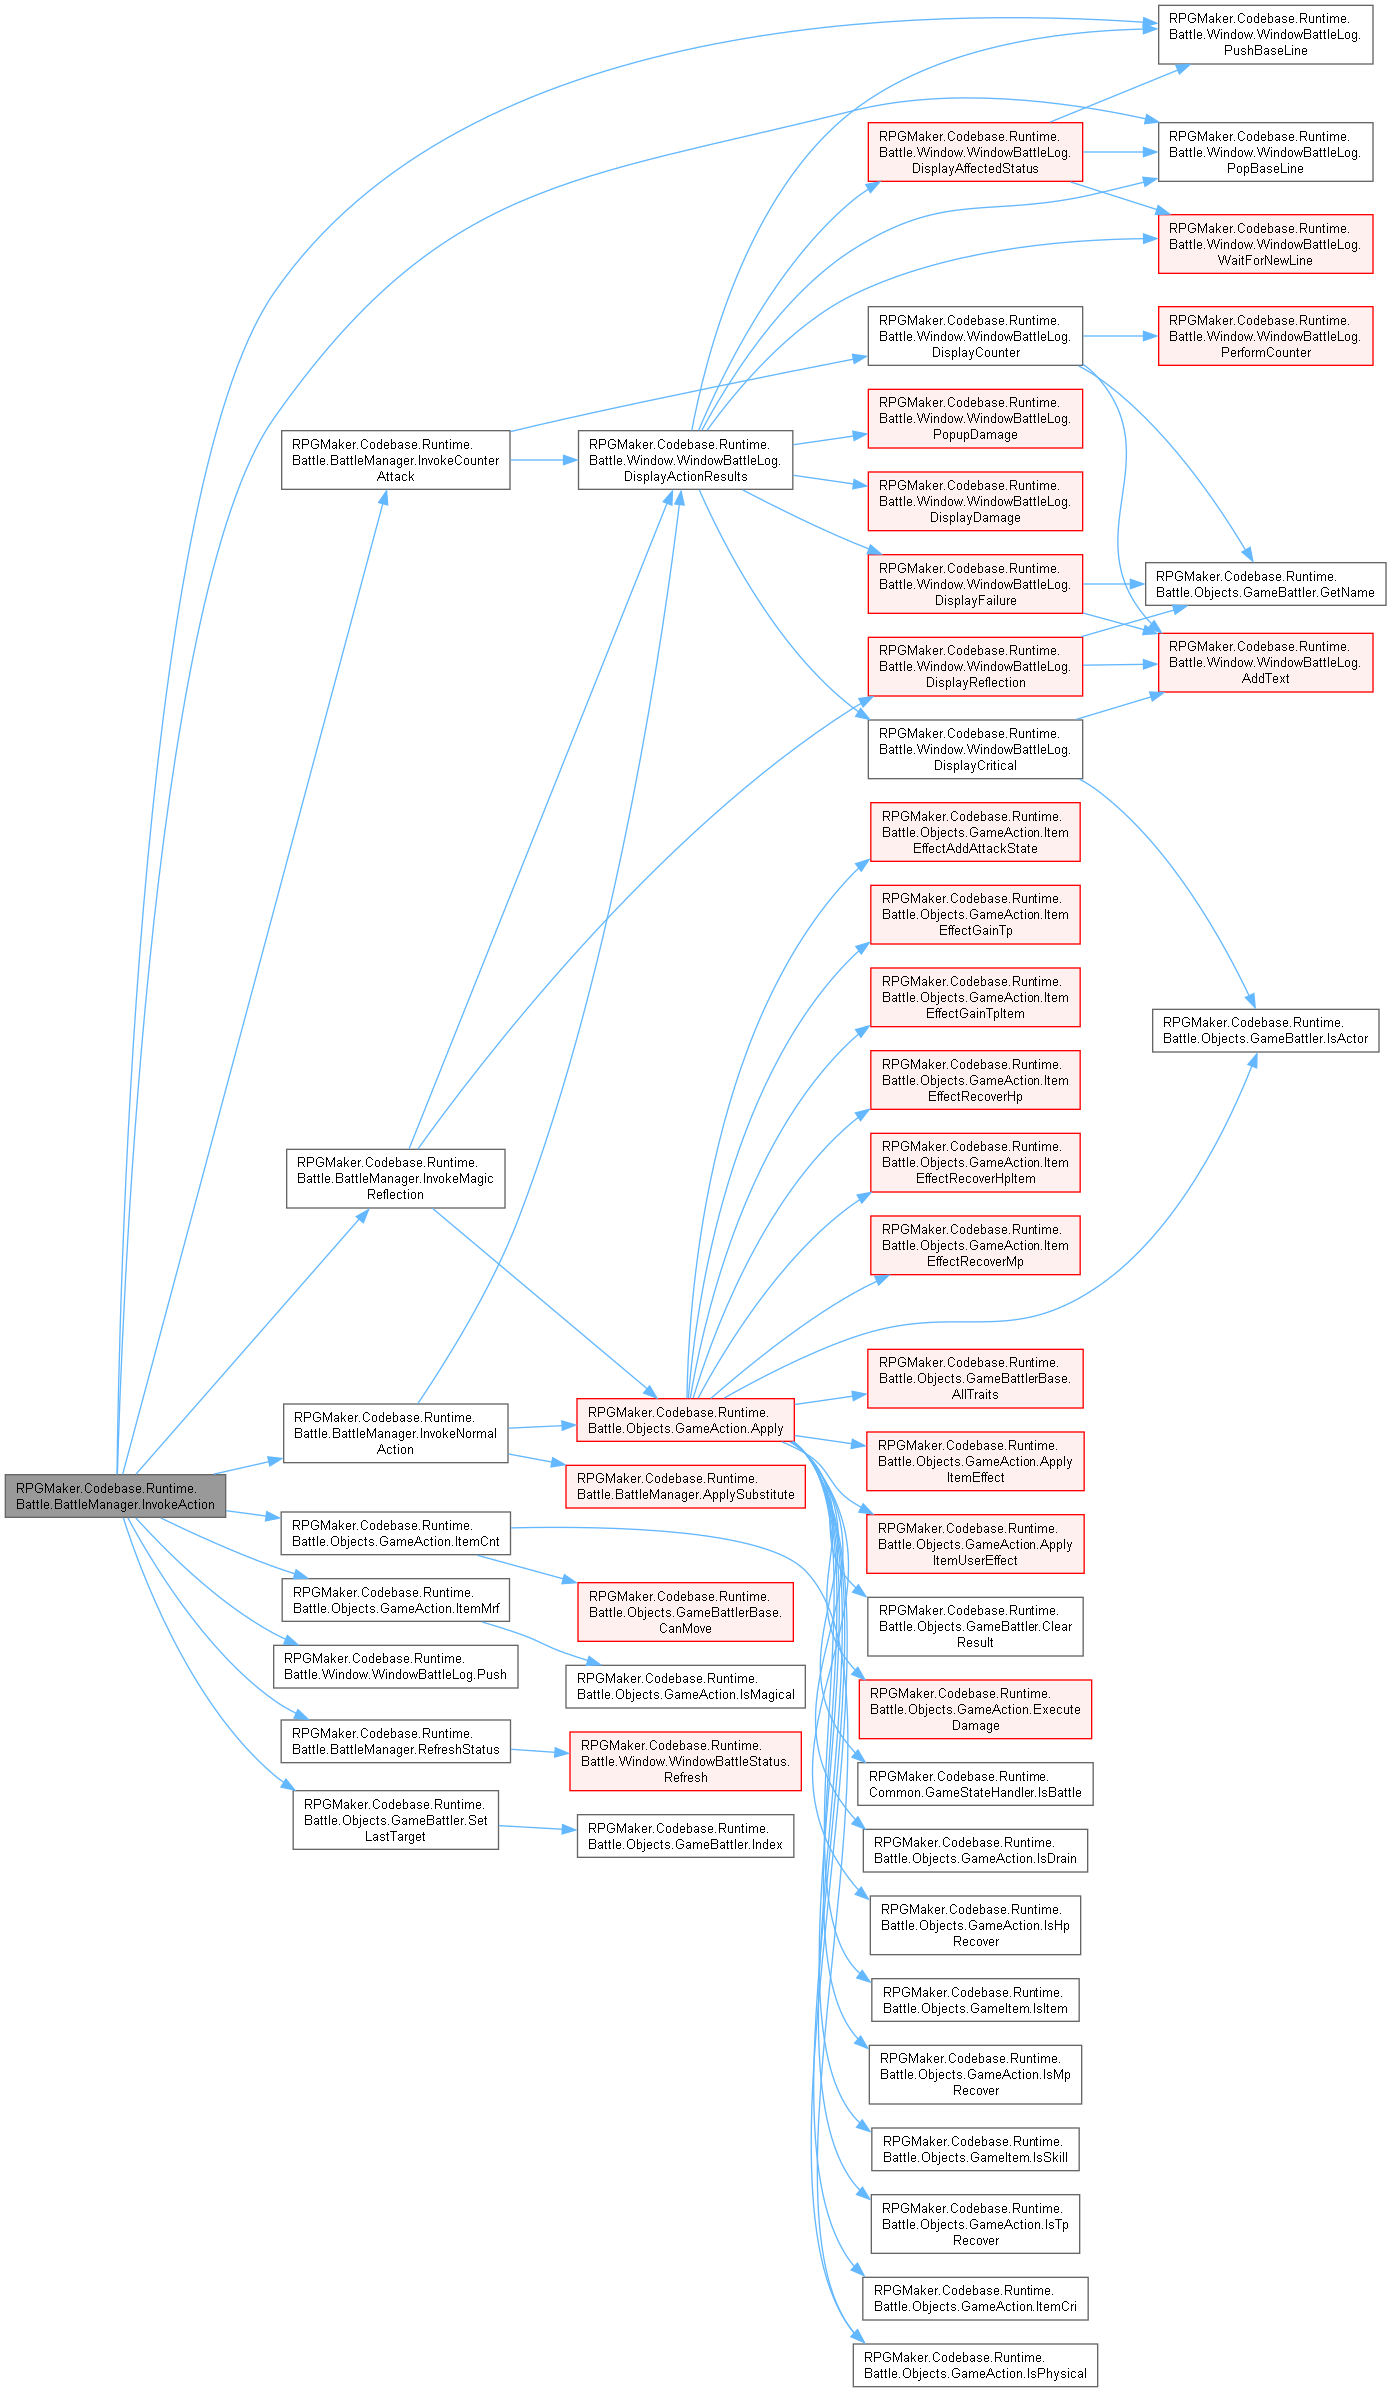 RPGMaker.Codebase.Runtime.
Battle.Window.WindowBattleLog.
PushBaseLine
RPGMaker.Codebase.Runtime.
Battle.Window.WindowBattleLog.
DisplayAffectedStatus
RPGMaker.Codebase.Runtime.
Battle.Window.WindowBattleLog.
PopBaseLine
RPGMaker.Codebase.Runtime.
Battle.Window.WindowBattleLog.
WaitForNewLine
RPGMaker.Codebase.Runtime.
Battle.Window.WindowBattleLog.
DisplayCounter
RPGMaker.Codebase.Runtime.
Battle.Window.WindowBattleLog.
PerformCounter
RPGMaker.Codebase.Runtime.
Battle.Window.WindowBattleLog.
PopupDamage
RPGMaker.Codebase.Runtime.
Battle.BattleManager.InvokeCounter
Attack
RPGMaker.Codebase.Runtime.
Battle.Window.WindowBattleLog.
DisplayActionResults
RPGMaker.Codebase.Runtime.
Battle.Window.WindowBattleLog.
DisplayDamage
RPGMaker.Codebase.Runtime.
Battle.Window.WindowBattleLog.
DisplayFailure
RPGMaker.Codebase.Runtime.
Battle.Objects.GameBattler.GetName
RPGMaker.Codebase.Runtime.
Battle.Window.WindowBattleLog.
DisplayReflection
RPGMaker.Codebase.Runtime.
Battle.Window.WindowBattleLog.
AddText
RPGMaker.Codebase.Runtime.
Battle.Window.WindowBattleLog.
DisplayCritical
RPGMaker.Codebase.Runtime.
Battle.Objects.GameAction.Item
EffectAddAttackState
RPGMaker.Codebase.Runtime.
Battle.Objects.GameAction.Item
EffectGainTp
RPGMaker.Codebase.Runtime.
Battle.Objects.GameAction.Item
EffectGainTpItem
RPGMaker.Codebase.Runtime.
Battle.Objects.GameBattler.IsActor
RPGMaker.Codebase.Runtime.
Battle.Objects.GameAction.Item
EffectRecoverHp
RPGMaker.Codebase.Runtime.
Battle.Objects.GameAction.Item
EffectRecoverHpItem
RPGMaker.Codebase.Runtime.
Battle.BattleManager.InvokeMagic
Reflection
RPGMaker.Codebase.Runtime.
Battle.Objects.GameAction.Item
EffectRecoverMp
RPGMaker.Codebase.Runtime.
Battle.Objects.GameBattlerBase.
AllTraits
RPGMaker.Codebase.Runtime.
Battle.BattleManager.InvokeNormal
Action
RPGMaker.Codebase.Runtime.
Battle.Objects.GameAction.Apply
RPGMaker.Codebase.Runtime.
Battle.Objects.GameAction.Apply
ItemEffect
RPGMaker.Codebase.Runtime.
Battle.BattleManager.InvokeAction
RPGMaker.Codebase.Runtime.
Battle.BattleManager.ApplySubstitute
RPGMaker.Codebase.Runtime.
Battle.Objects.GameAction.ItemCnt
RPGMaker.Codebase.Runtime.
Battle.Objects.GameAction.Apply
ItemUserEffect
RPGMaker.Codebase.Runtime.
Battle.Objects.GameAction.ItemMrf
RPGMaker.Codebase.Runtime.
Battle.Objects.GameBattlerBase.
CanMove
RPGMaker.Codebase.Runtime.
Battle.Objects.GameBattler.Clear
Result
RPGMaker.Codebase.Runtime.
Battle.Window.WindowBattleLog.Push
RPGMaker.Codebase.Runtime.
Battle.Objects.GameAction.IsMagical
RPGMaker.Codebase.Runtime.
Battle.Objects.GameAction.Execute
Damage
RPGMaker.Codebase.Runtime.
Battle.BattleManager.RefreshStatus
RPGMaker.Codebase.Runtime.
Battle.Window.WindowBattleStatus.
Refresh
RPGMaker.Codebase.Runtime.
Common.GameStateHandler.IsBattle
RPGMaker.Codebase.Runtime.
Battle.Objects.GameBattler.Set
LastTarget
RPGMaker.Codebase.Runtime.
Battle.Objects.GameBattler.Index
RPGMaker.Codebase.Runtime.
Battle.Objects.GameAction.IsDrain
RPGMaker.Codebase.Runtime.
Battle.Objects.GameAction.IsHp
Recover
RPGMaker.Codebase.Runtime.
Battle.Objects.GameItem.IsItem
RPGMaker.Codebase.Runtime.
Battle.Objects.GameAction.IsMp
Recover
RPGMaker.Codebase.Runtime.
Battle.Objects.GameItem.IsSkill
RPGMaker.Codebase.Runtime.
Battle.Objects.GameAction.IsTp
Recover
RPGMaker.Codebase.Runtime.
Battle.Objects.GameAction.ItemCri
RPGMaker.Codebase.Runtime.
Battle.Objects.GameAction.IsPhysical